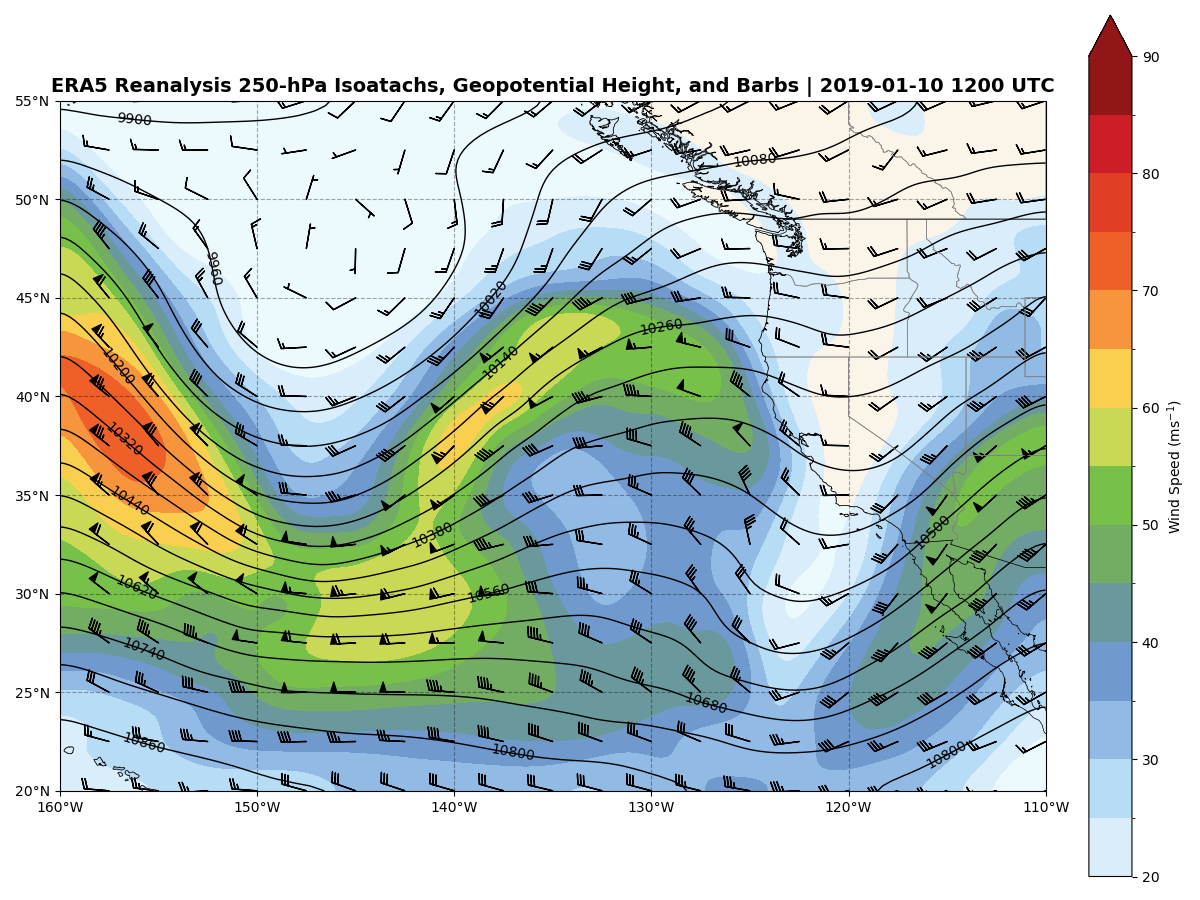 ERA5 Reanalysis 250-hPa Isoatachs, Geopotential Height, and Barbs | 2019-01-10 1200 UTC
90
80
70
60
50
40
30
20
Wind Speed (ms⁻¹)
55°N
50°N
45°N
40°N
35°N
30°N
25°N
20°N
160°W
150°W
140°W
130°W
120°W
110°W
9900
10080
9960
10020
10260
10140
10200
10320
10440
10380
10500
10620
10560
10740
10680
10860
10800
10800